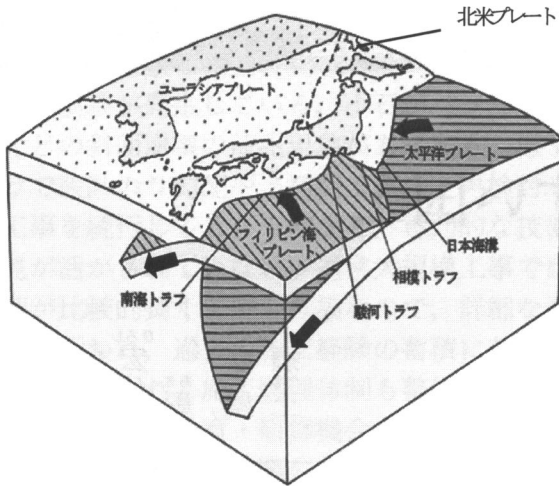 北米プレート
ユーラシアプレート
太平洋プレート
フィリピン海
プレート
日本海溝
相模トラフ
駿河トラフ
南海トラフ